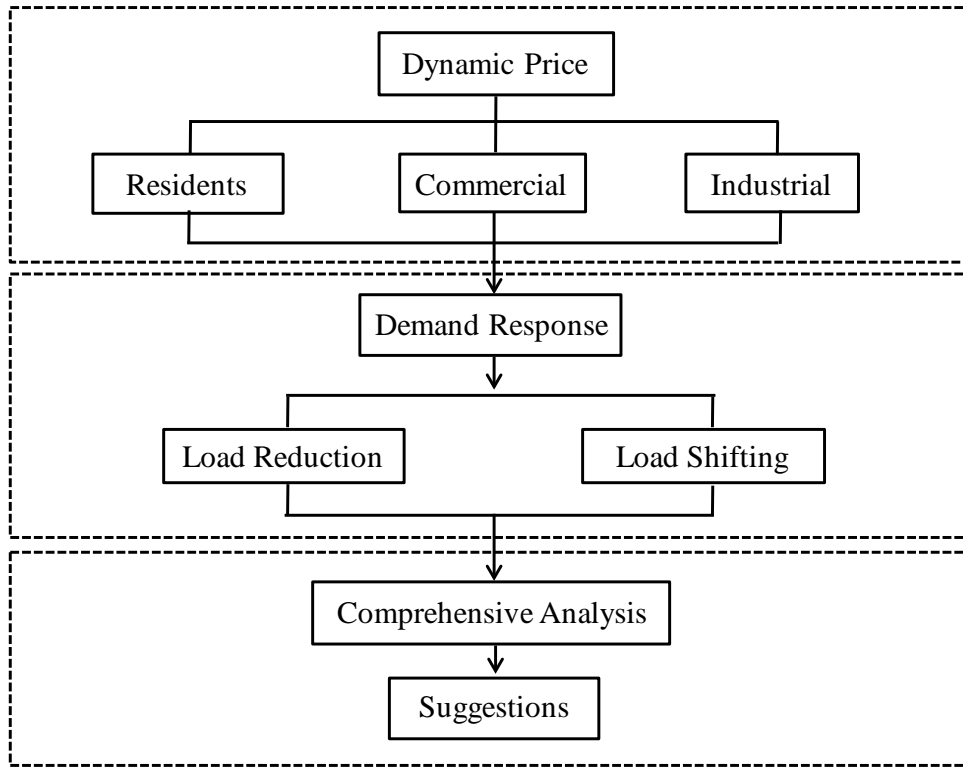 Dynamic Price
Residents
Commercial
Industrial
Demand Response
Load Reduction
Load Shifting
Comprehensive Analysis
Suggestions